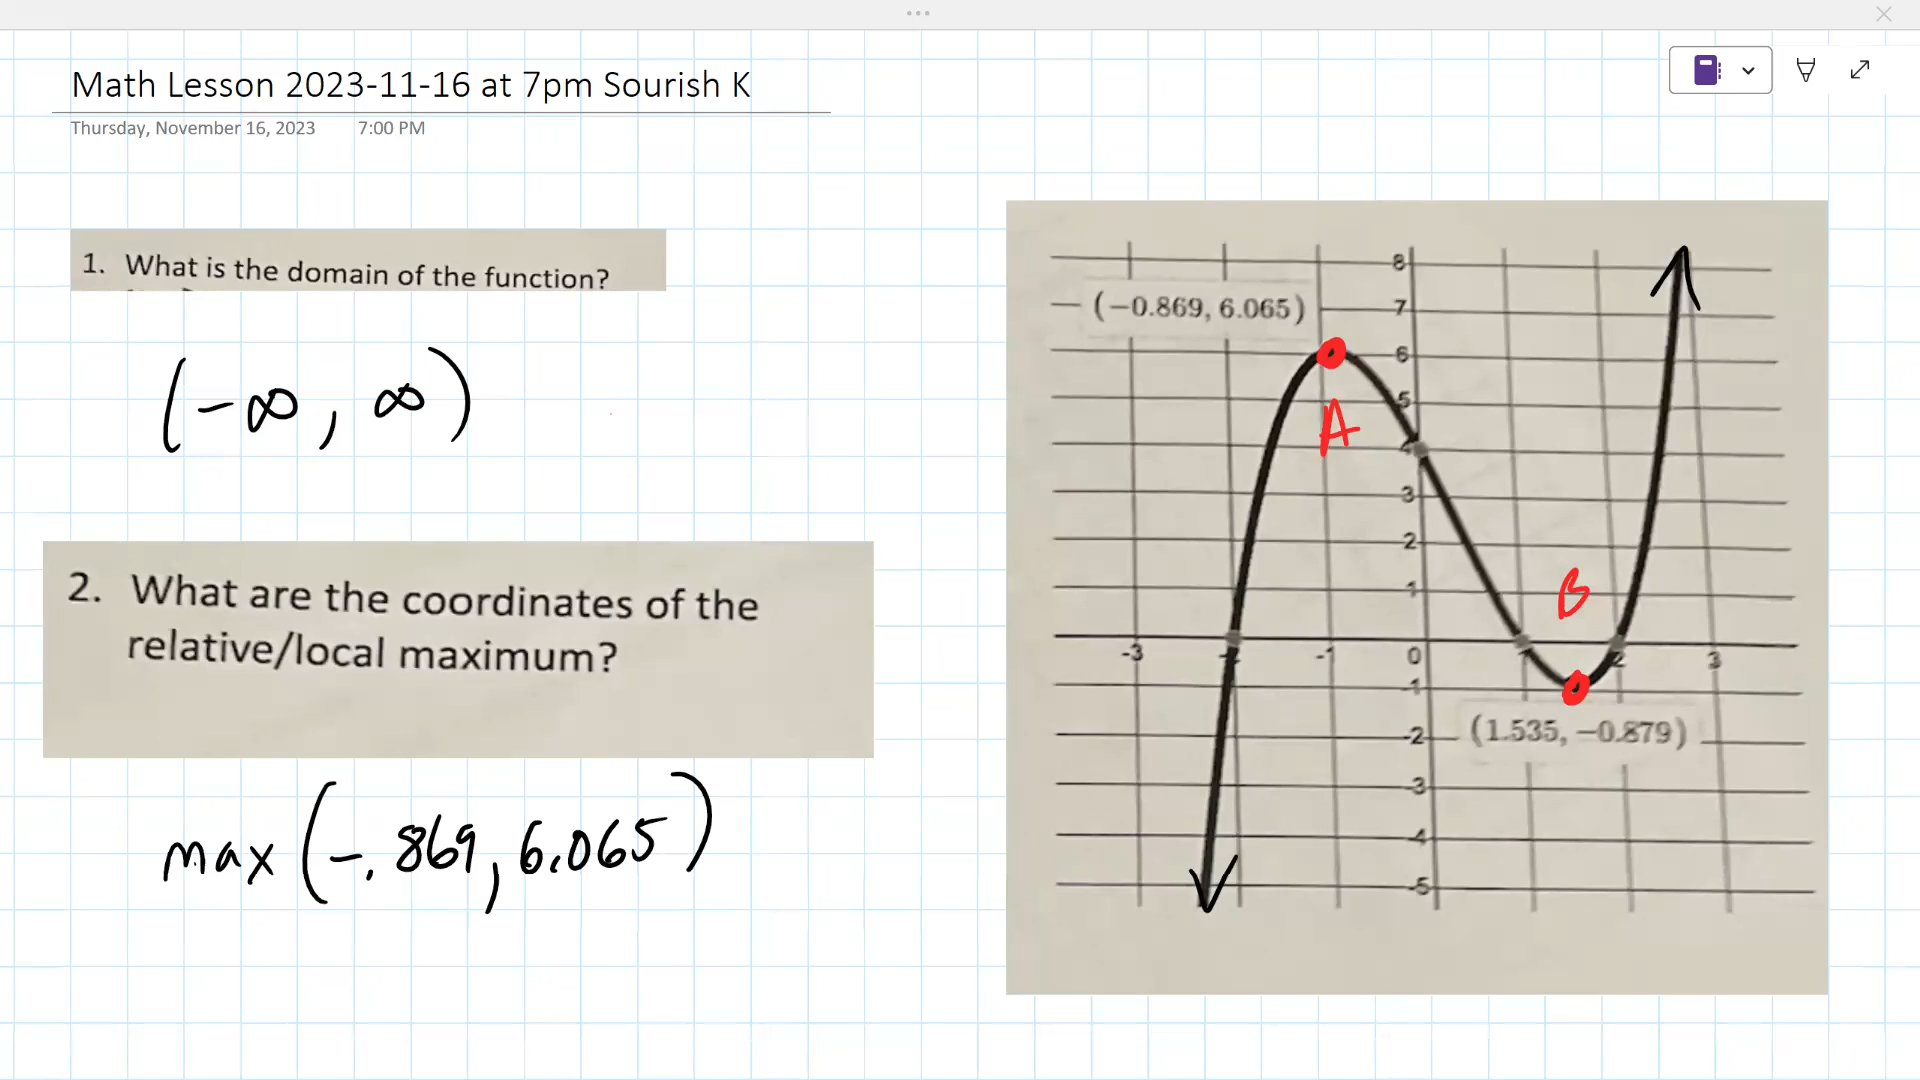 Math Lesson 2023-11-16 at 7pm Sourish K
Thursday, November 16, 2023 7:00 PM
1. What is the domain of the function?
(-∞, ∞)
2. What are the coordinates of the
relative/local maximum?
max (-.869, 6.065)
8
(-0.869, 6.065)
7
6
A
5
4
3
2
B
1
-3 -1 0 1 2 3
-1
(1.535, -0.879)
-2
-3
-4
-5